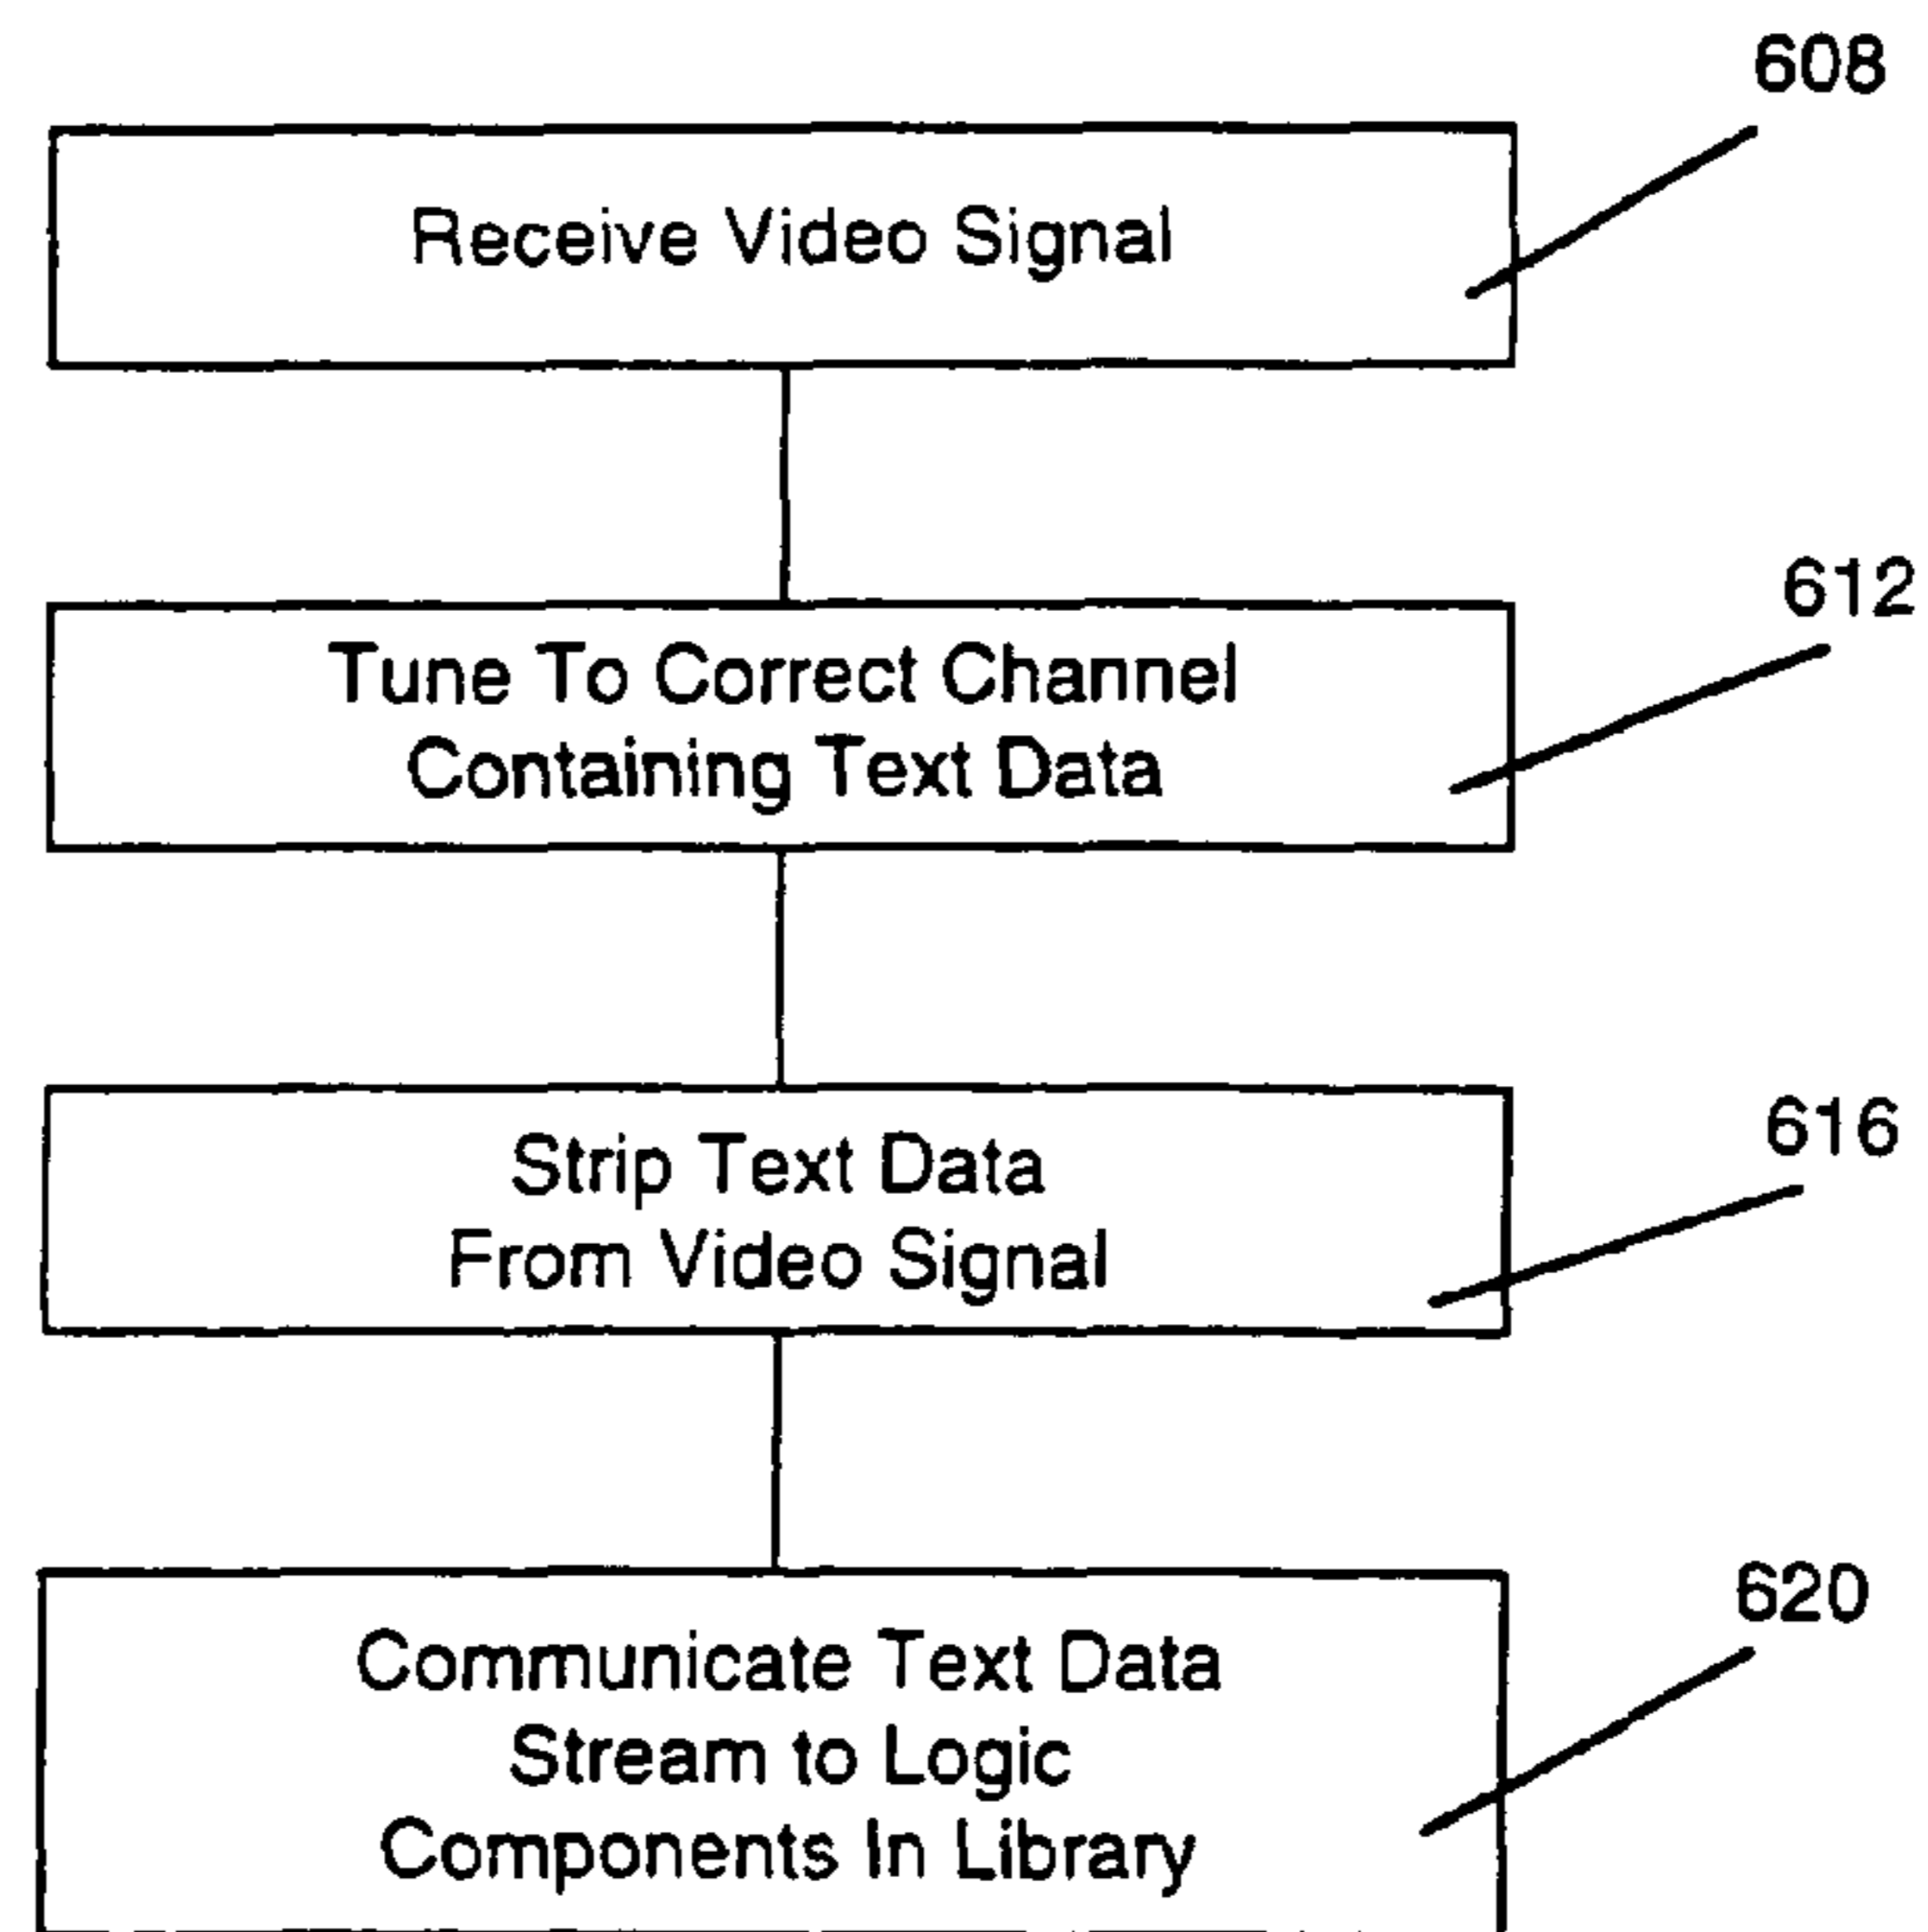 608
Receive Video Signal
612
Tune To Correct Channel
Containing Text Data
616
Strip Text Data
From Video Signal
620
Communicate Text Data
Stream to Logic
Components In Library